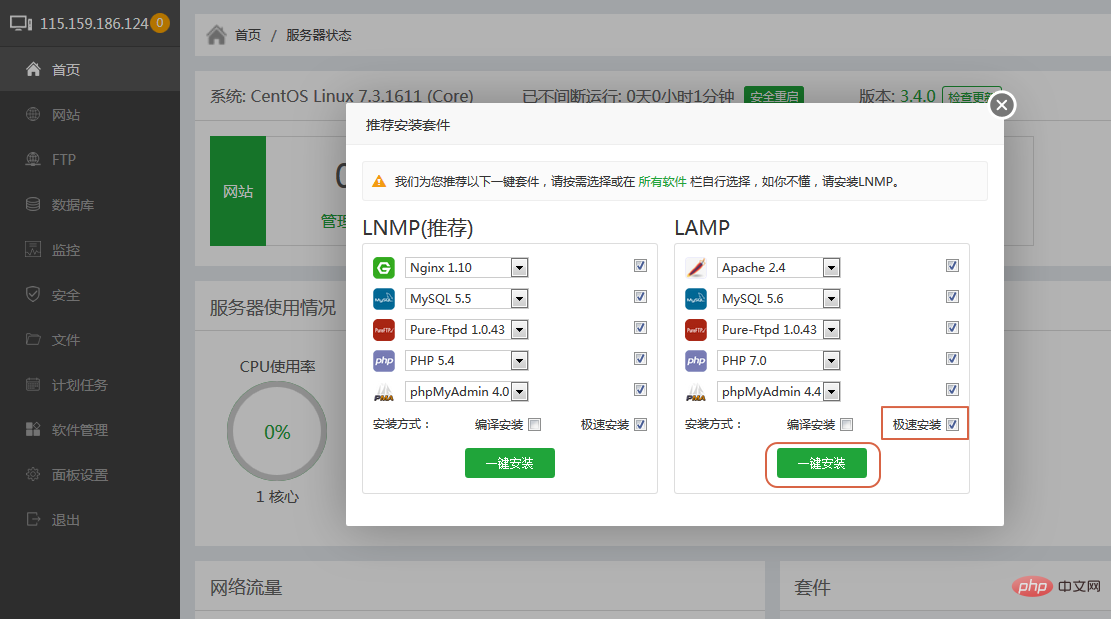 115.159.186.124 0
首页
网站
FTP
数据库
监控
安全
文件
计划任务
软件管理
面板设置
退出
首页 / 服务器状态
系统: CentOS Linux 7.3.1611 (Core) 已不间断运行: 0天0小时1分钟 安全重启 版本: 3.4.0 检查更新
网站
0
管理
推荐安装套件
我们为您推荐以下一键套件，请按需选择或在 所有软件 栏自行选择，如你不懂，请安装LNMP。
LNMP(推荐)
Nginx 1.10
MySQL
MySQL 5.5
PureFTP
Pure-Ftpd 1.0.43
php
PHP 5.4
PMA
phpMyAdmin 4.0
安装方式： 编译安装 极速安装
一键安装
LAMP
Apache 2.4
MySQL
MySQL 5.6
PureFTP
Pure-Ftpd 1.0.43
php
PHP 7.0
PMA
phpMyAdmin 4.4
安装方式： 编译安装 极速安装
一键安装
服务器使用情况
CPU使用率
0%
1 核心
网络流量
套件
php 中文网